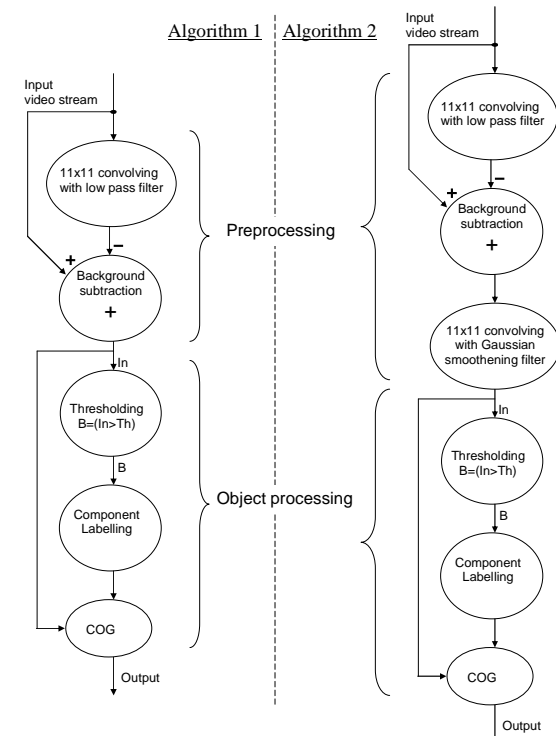 Algorithm 1
Algorithm 2
Input
video stream
11x11 convolving
with low pass filter
+
−
Background
subtraction
+
In
Thresholding
B=(In>Th)
B
Component
Labelling
COG
Output
Preprocessing
Object processing
Input
video stream
11x11 convolving
with low pass filter
+
−
Background
subtraction
+
11x11 convolving
with Gaussian
smoothening filter
In
Thresholding
B=(In>Th)
B
Component
Labelling
COG
Output